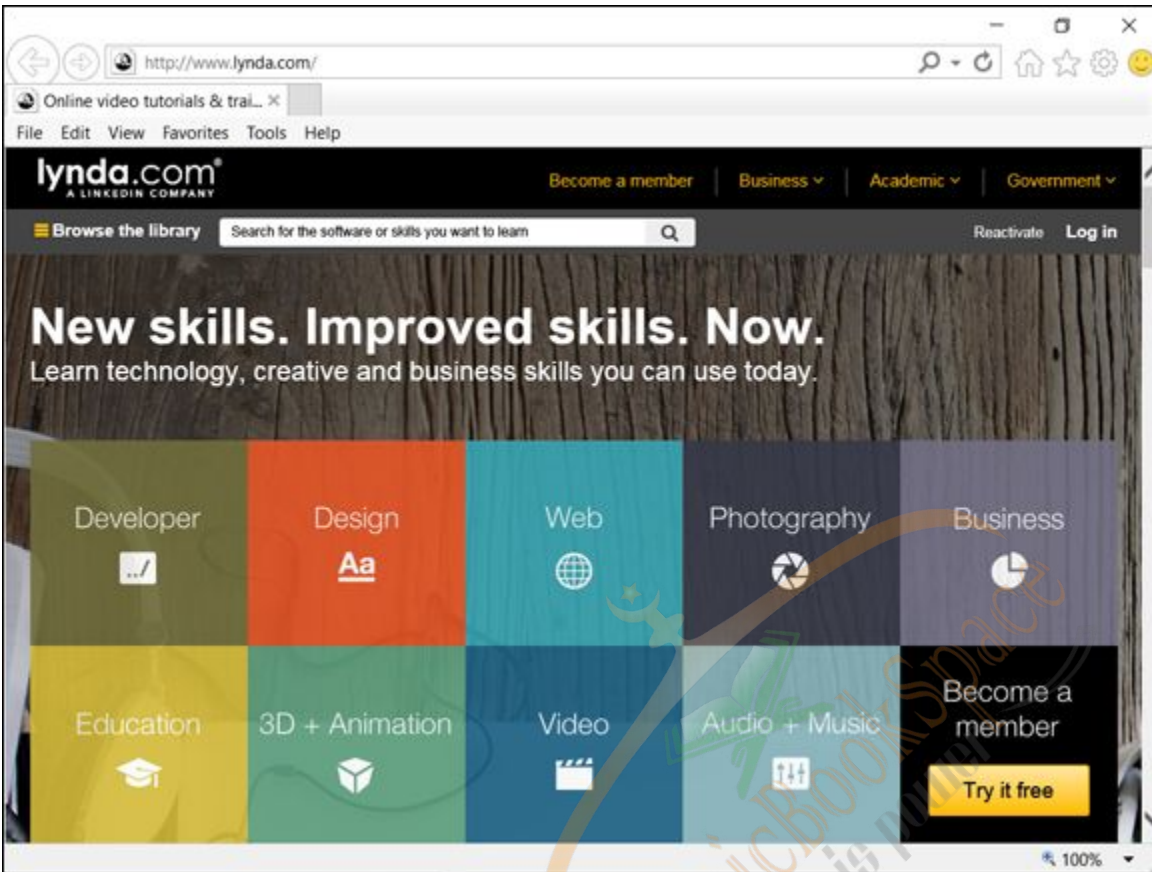 http://www.lynda.com/
Online video tutorials & trai...
File Edit View Favorites Tools Help
lynda.com®
A LINKEDIN COMPANY
Become a member Business Academic Government
Browse the library Search for the software or skills you want to learn Reactivate Log in
New skills. Improved skills. Now.
Learn technology, creative and business skills you can use today.
Developer Design Web Photography Business
../ Aa
Education 3D + Animation Video Audio + Music Become a
member
Try it free
is power
100%